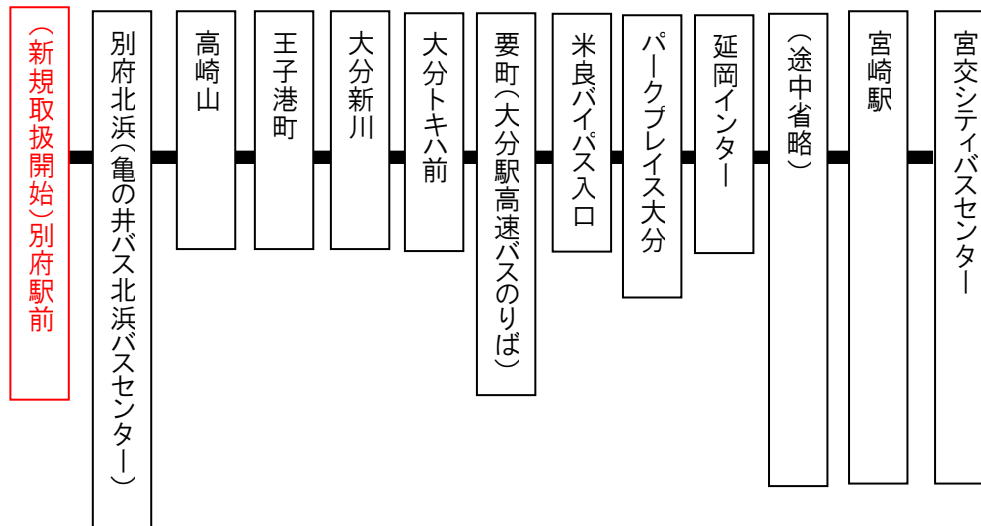 (新規取扱開始)別府駅前
別府北浜(亀の井バス北浜バスセンター)
高崎山
王子港町
大分新川
大分トキハ前
要町(大分駅高速バスのりば)
米良バイパス入口
パークプレイス大分
延岡インター
(途中省略)
宮崎駅
宮交シティバスセンター